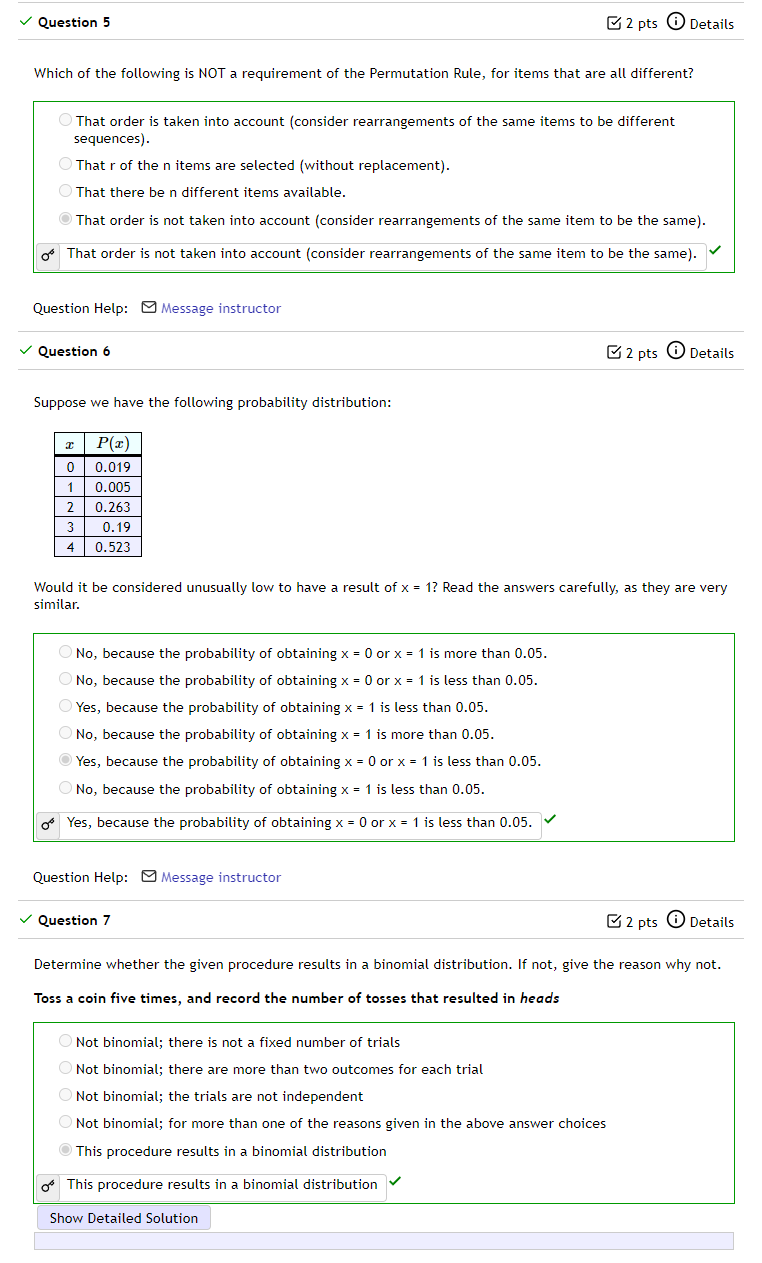 Question 5 2 pts Details
Which of the following is NOT a requirement of the Permutation Rule, for items that are all different?
That order is taken into account (consider rearrangements of the same items to be different
sequences).
That r of the n items are selected (without replacement).
That there be n different items available.
That order is not taken into account (consider rearrangements of the same item to be the same).
That order is not taken into account (consider rearrangements of the same item to be the same).
Question Help: Message instructor
Question 6 2 pts Details
Suppose we have the following probability distribution:
x P(x)
0 0.019
1 0.005
2 0.263
3 0.19
4 0.523
Would it be considered unusually low to have a result of x = 1? Read the answers carefully, as they are very
similar.
No, because the probability of obtaining x = 0 or x = 1 is more than 0.05.
No, because the probability of obtaining x = 0 or x = 1 is less than 0.05.
Yes, because the probability of obtaining x = 1 is less than 0.05.
No, because the probability of obtaining x = 1 is more than 0.05.
Yes, because the probability of obtaining x = 0 or x = 1 is less than 0.05.
No, because the probability of obtaining x = 1 is less than 0.05.
Yes, because the probability of obtaining x = 0 or x = 1 is less than 0.05.
Question Help: Message instructor
Question 7 2 pts Details
Determine whether the given procedure results in a binomial distribution. If not, give the reason why not.
Toss a coin five times, and record the number of tosses that resulted in heads
Not binomial; there is not a fixed number of trials
Not binomial; there are more than two outcomes for each trial
Not binomial; the trials are not independent
Not binomial; for more than one of the reasons given in the above answer choices
This procedure results in a binomial distribution
This procedure results in a binomial distribution
Show Detailed Solution